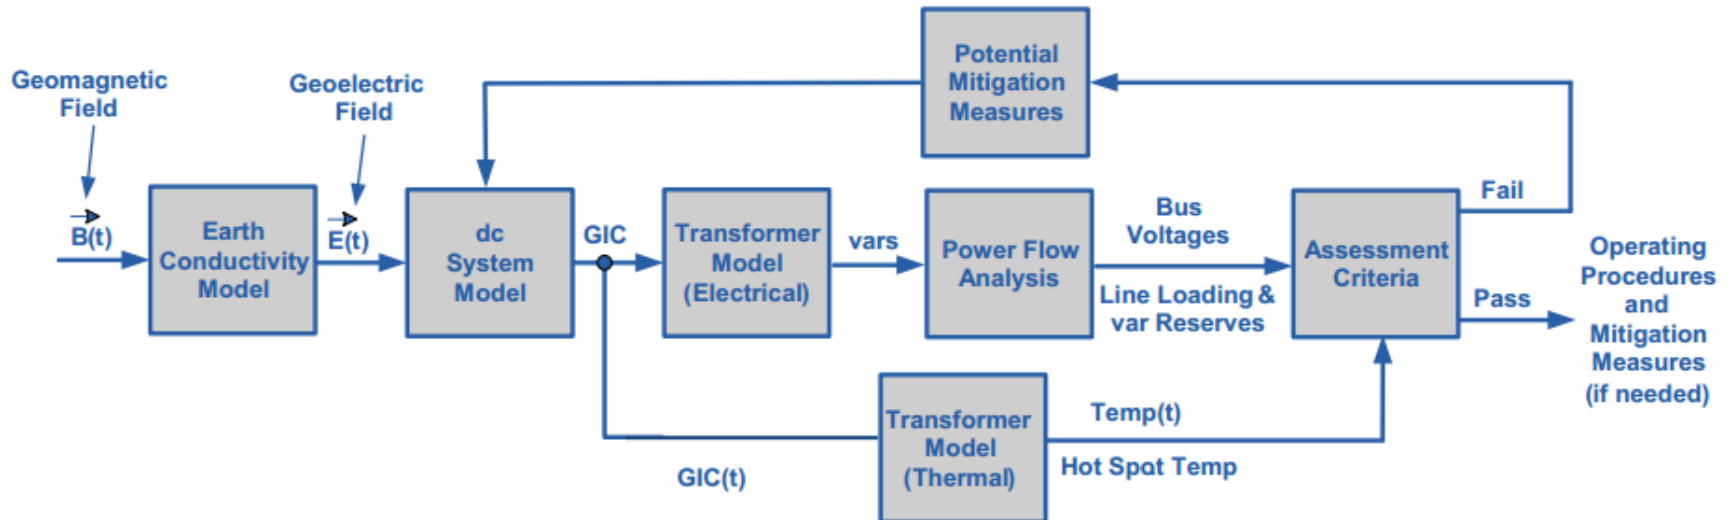 Geomagnetic
Field
Geoelectric
Field
Potential
Mitigation
Measures
B(t)
Earth
Conductivity
Model
E(t)
dc
System
Model
GIC
Transformer
Model
(Electrical)
vars
Power Flow
Analysis
Bus
Voltages
Line Loading &
var Reserves
Assessment
Criteria
Fail
Pass
Operating
Procedures
and
Mitigation
Measures
(if needed)
GIC(t)
Transformer
Model
(Thermal)
Temp(t)
Hot Spat Temp